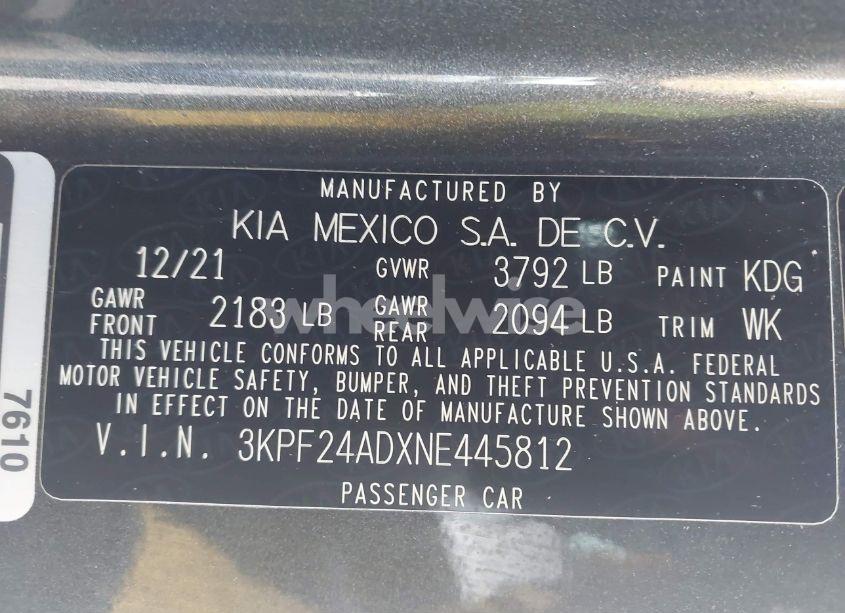 MANUFACTURED BY
KIA MEXICO S.A. DE C.V.
12/21 GVWR 3792 LB PAINT KDG
GAWR FRONT 2183 LB GAWR REAR 2094 LB TRIM WK
THIS VEHICLE CONFORMS TO ALL APPLICABLE U.S.A. FEDERAL
MOTOR VEHICLE SAFETY, BUMPER, AND THEFT PREVENTION STANDARDS
IN EFFECT ON THE DATE OF MANUFACTURE SHOWN ABOVE.
V.I.N. 3KPF24ADXNE445812
PASSENGER CAR
7610
wheelwise